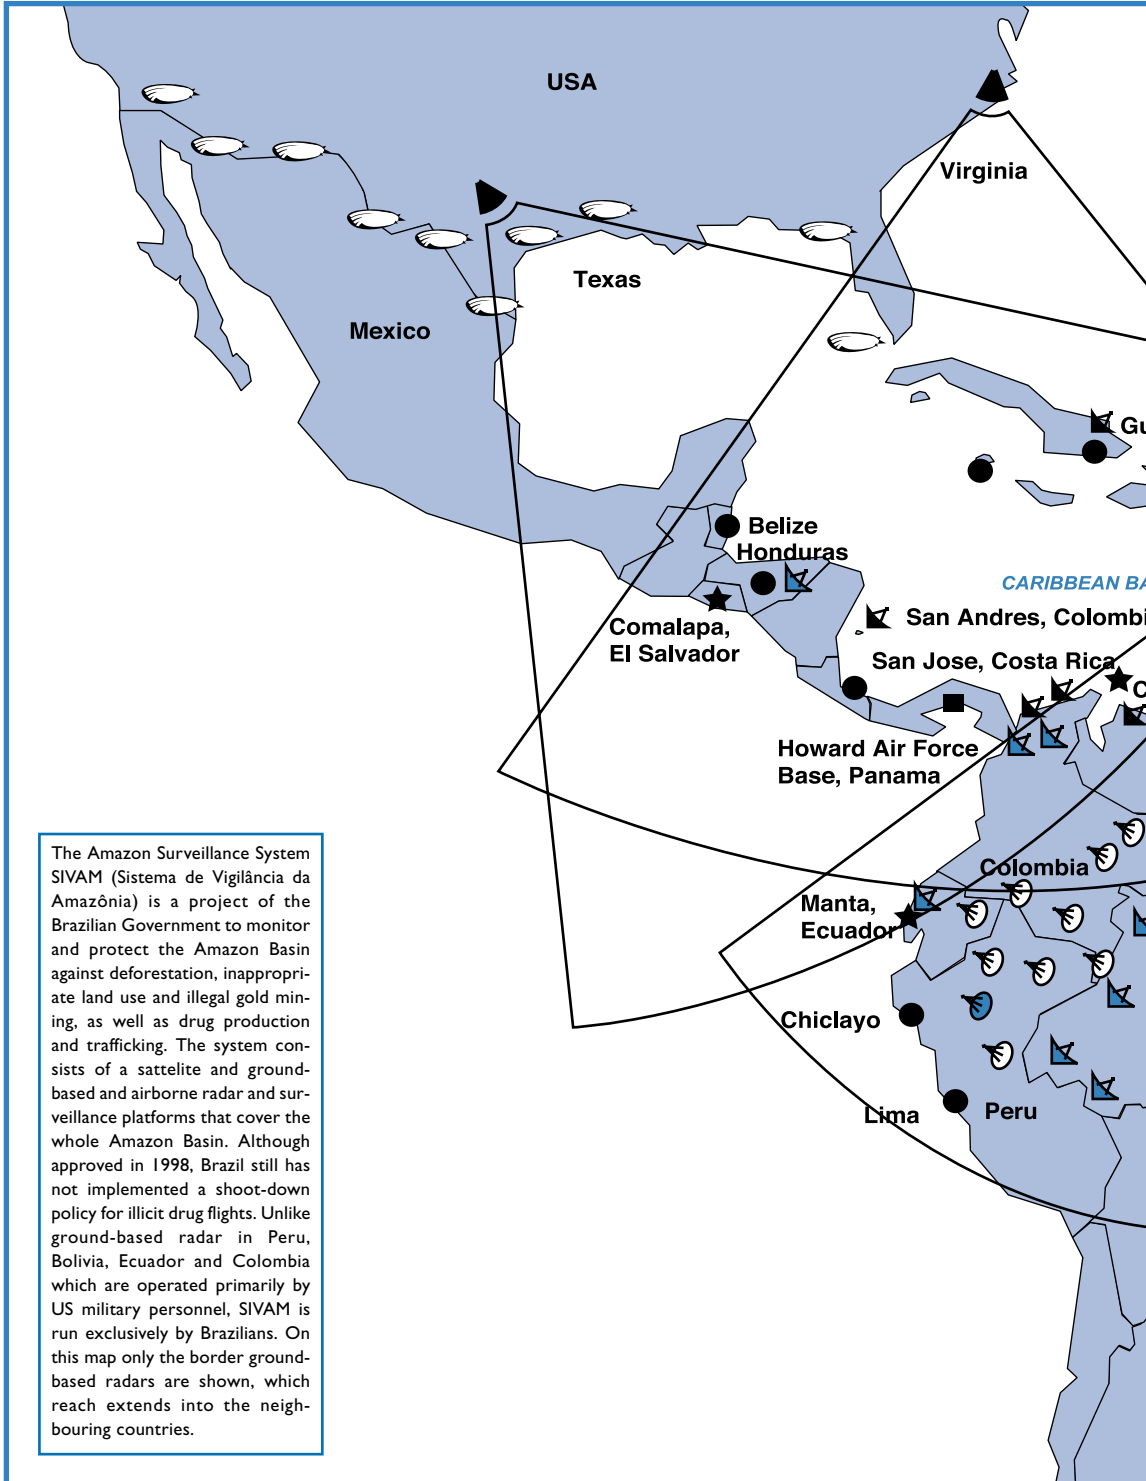 USA
Virginia
Texas
Mexico
Gu
Belize
Honduras
CARIBBEAN BA
San Andres, Colombi
Comalapa,
El Salvador
San Jose, Costa Rica
C
Howard Air Force
Base, Panama
Colombia
Manta,
Ecuador
Chiclayo
Lima
Peru
The Amazon Surveillance System
SIVAM (Sistema de Vigilância da
Amazônia) is a project of the
Brazilian Government to monitor
and protect the Amazon Basin
against deforestation, inappropri-
ate land use and illegal gold min-
ing, as well as drug production
and trafficking. The system con-
sists of a sattelite and ground-
based and airborne radar and sur-
veillance platforms that cover the
whole Amazon Basin. Although
approved in 1998, Brazil still has
not implemented a shoot-down
policy for illicit drug flights. Unlike
ground-based radar in Peru,
Bolivia, Ecuador and Colombia
which are operated primarily by
US military personnel, SIVAM is
run exclusively by Brazilians. On
this map only the border ground-
based radars are shown, which
reach extends into the neigh-
bouring countries.